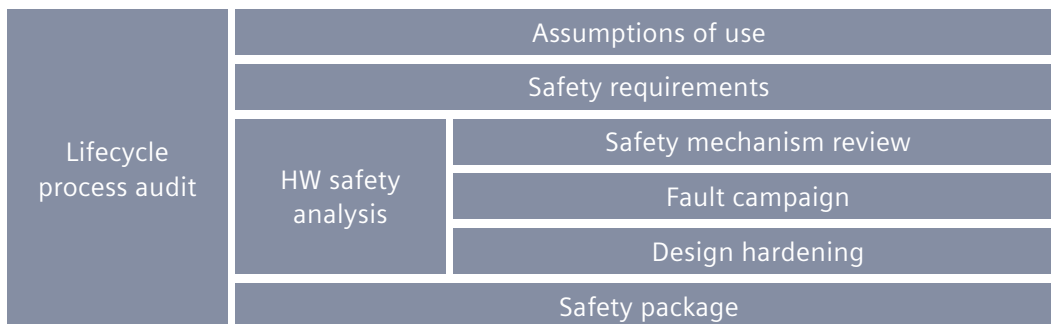 Lifecycle
process audit
Assumptions of use
Safety requirements
HW safety
analysis
Safety mechanism review
Fault campaign
Design hardening
Safety package